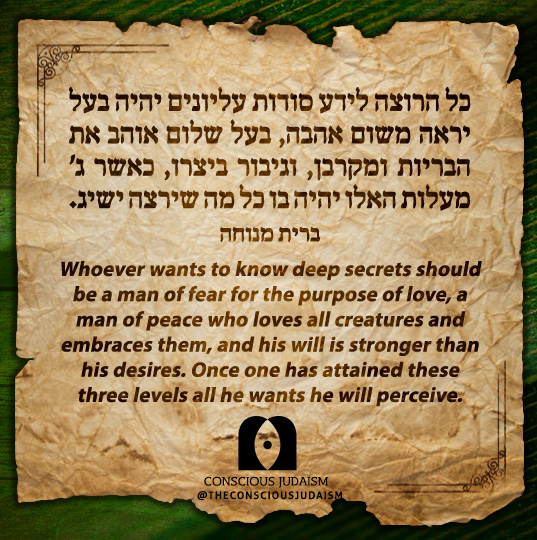 כל הרוצה לידע סודות עליונים יהיה בעל
יראה משום אהבה, בעל שלום אוהב את
הבריות ומקרבן, וגיבור ביצרו, כאשר ג׳
מעלות האלו יהיה בו כל מה שירצה ישיג.
ברית מנוחה
Whoever wants to know deep secrets should
be a man of fear for the purpose of love, a
man of peace who loves all creatures and
embraces them, and his will is stronger than
his desires. Once one has attained these
three levels all he wants he will perceive.
CONSCIOUS JUDAISM
@THECONSCIOUSJUDAISM